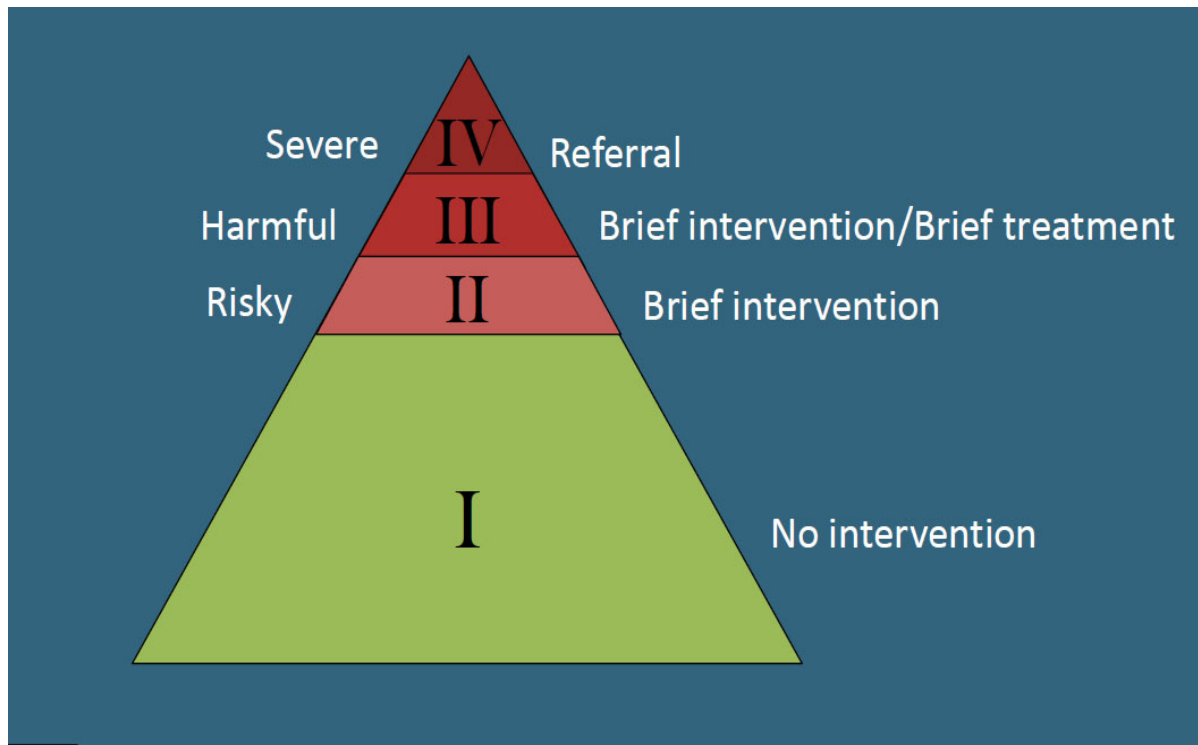 Severe IV Referral
Harmful III Brief intervention/Brief treatment
Risky II Brief intervention
I No intervention